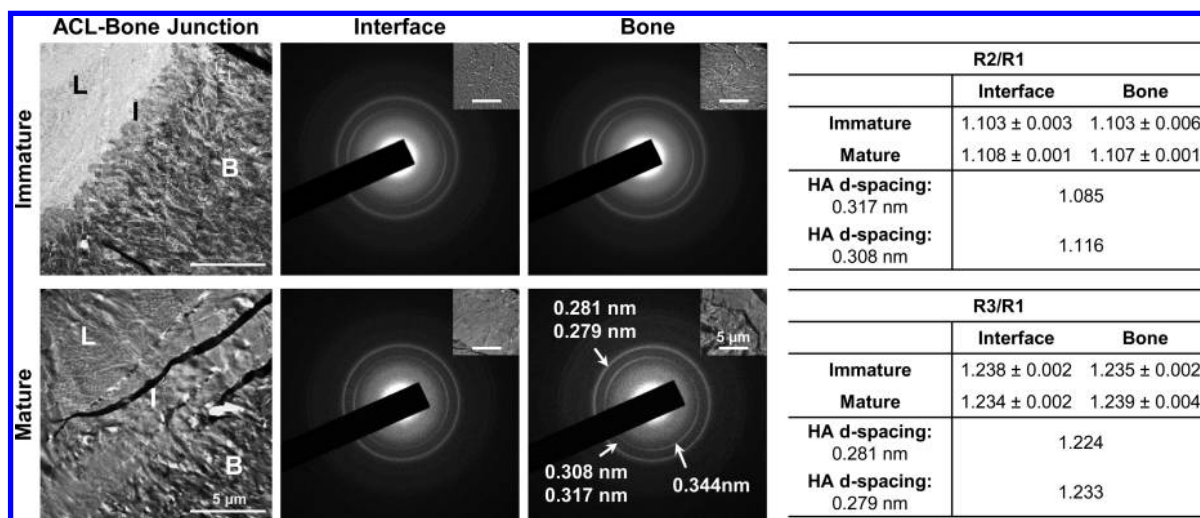 ACL-Bone Junction
Interface
Bone
Immature
L
I
B
Mature
L
I
B
5 µm
0.281 nm
0.279 nm
5 µm
0.308 nm
0.317 nm
0.344nm
R2/R1
Interface Bone
Immature 1.103 ± 0.003 1.103 ± 0.006
Mature 1.108 ± 0.001 1.107 ± 0.001
HA d-spacing:
0.317 nm 1.085
HA d-spacing:
0.308 nm 1.116
R3/R1
Interface Bone
Immature 1.238 ± 0.002 1.235 ± 0.002
Mature 1.234 ± 0.002 1.239 ± 0.004
HA d-spacing:
0.281 nm 1.224
HA d-spacing:
0.279 nm 1.233